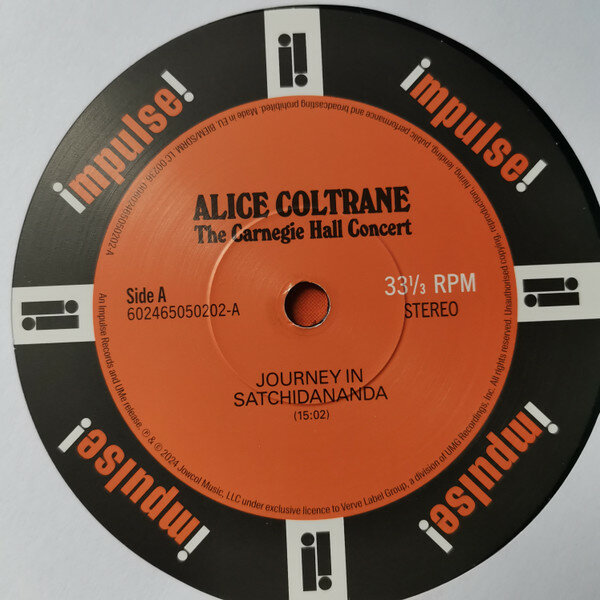 impulse!
impulse!
ALICE COLTRANE
The Carnegie Hall Concert
Side A
602465050202-A
33⅓ RPM
STEREO
JOURNEY IN
SATCHIDANANDA
(15:02)
impulse!
impulse!
An Impulse Records and UMe release. ℗ & © 2024 Jowcol Music, LLC under exclusive licence to Verve Label Group, a division of UMG Recordings, Inc. All rights reserved. Unauthorised copying, reproduction, hiring, lending, public performance and broadcasting prohibited. Made in EU. BIEM/SDRM LC 00236 00602465050202-A